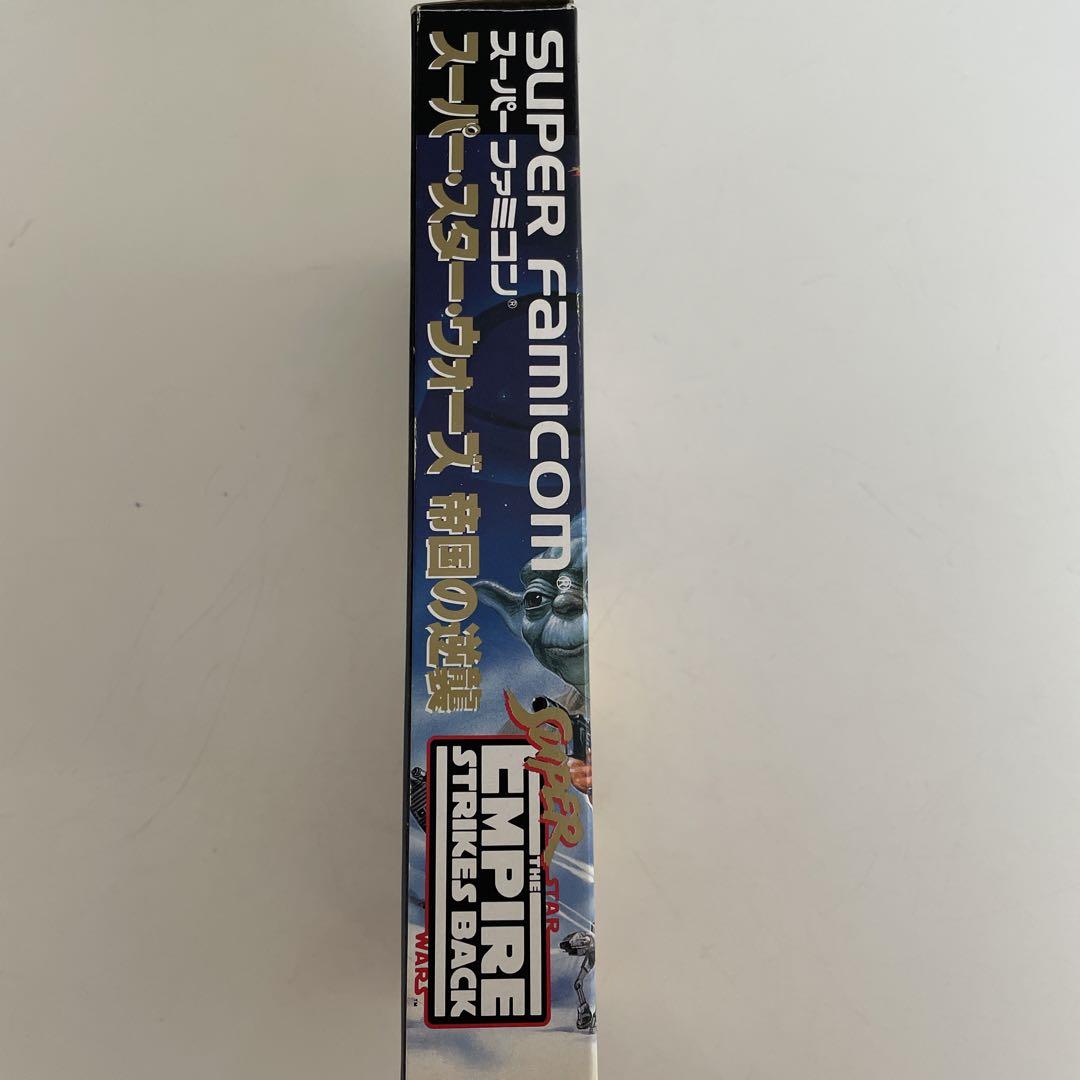 SUPER FAMICOM®
スーパーファミコン®
スーパー・スター・ウォーズ 帝国の逆襲
SUPER
STAR
THE
EMPIRE
STRIKES BACK
WARS™